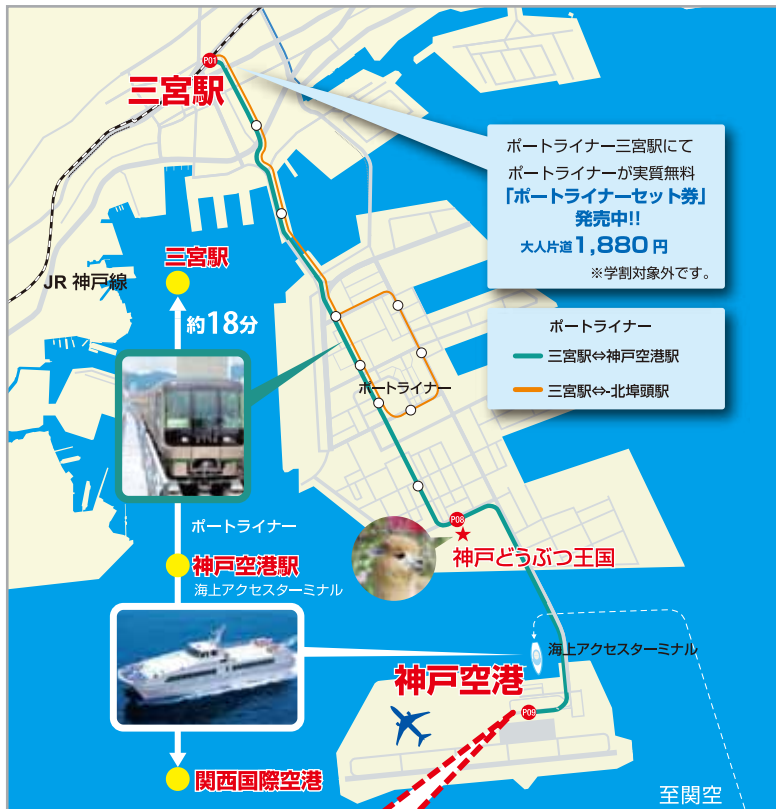 P01
三宮駅
ポートライナー三宮駅にて
ポートライナーが実質無料
「ポートライナーセット券」
発売中!!
大人片道1,880円
※学割対象外です。
三宮駅
JR 神戸線
約18分
ポートライナー
三宮駅⇔神戸空港駅
三宮駅⇔-北埠頭駅
ポートライナー
ポートライナー
P08
神戸どうぶつ王国
神戸空港駅
海上アクセスターミナル
海上アクセスターミナル
神戸空港
P09
関西国際空港
至関空